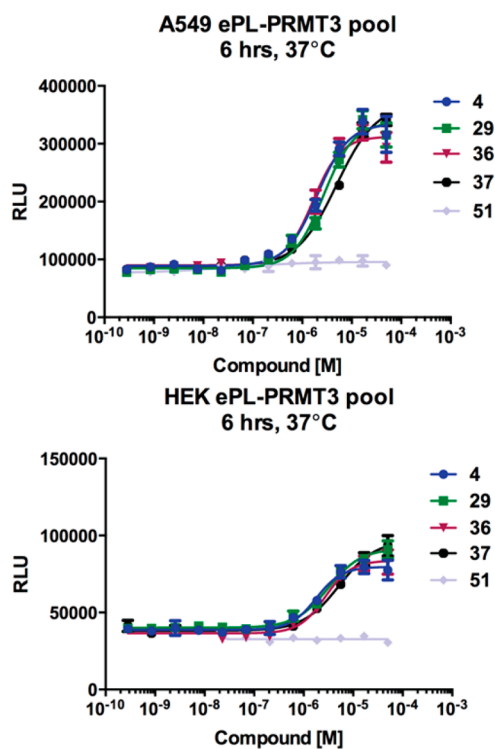 A549 ePL-PRMT3 pool
6 hrs, 37°C
400000
300000
200000
100000
0
RLU
10⁻¹⁰ 10⁻⁹ 10⁻⁸ 10⁻⁷ 10⁻⁶ 10⁻⁵ 10⁻⁴ 10⁻³
Compound [M]
4
29
36
37
51
HEK ePL-PRMT3 pool
6 hrs, 37°C
150000
100000
50000
0
RLU
10⁻¹⁰ 10⁻⁹ 10⁻⁸ 10⁻⁷ 10⁻⁶ 10⁻⁵ 10⁻⁴ 10⁻³
Compound [M]
4
29
36
37
51